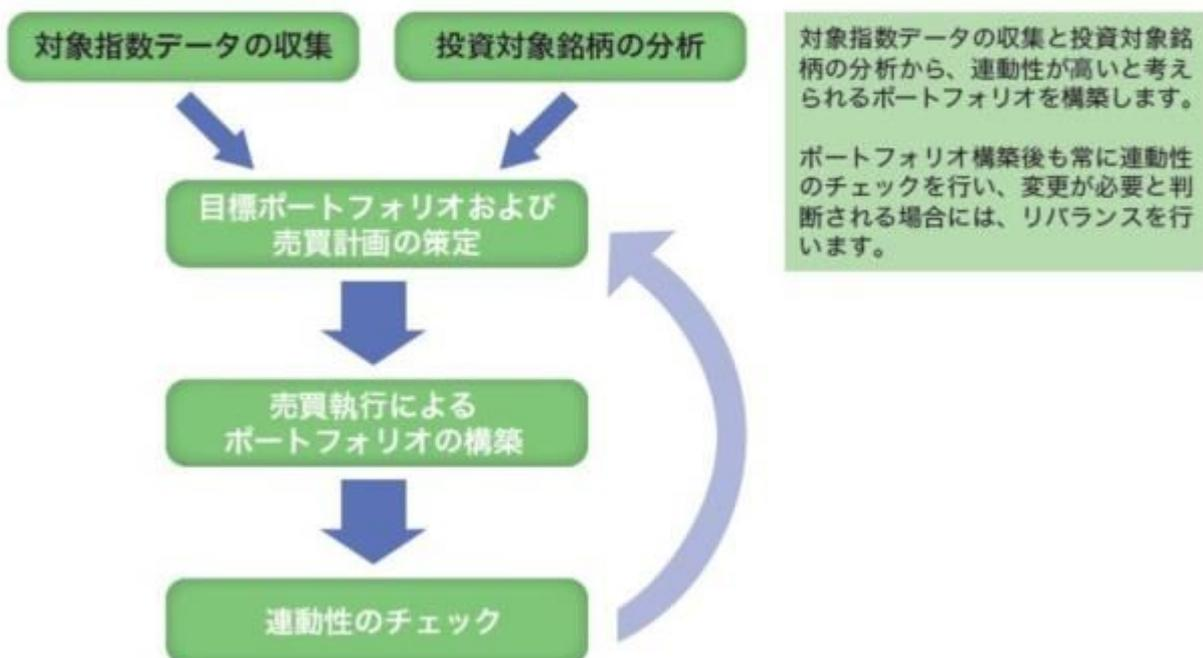 対象指数データの収集
投資対象銘柄の分析
目標ポートフォリオおよび
売買計画の策定
売買執行による
ポートフォリオの構築
連動性のチェック
対象指数データの収集と投資対象銘
柄の分析から、連動性が高いと考え
られるポートフォリオを構築します。
ポートフォリオ構築後も常に連動性
のチェックを行い、変更が必要と判
断される場合には、リバランスを行
います。